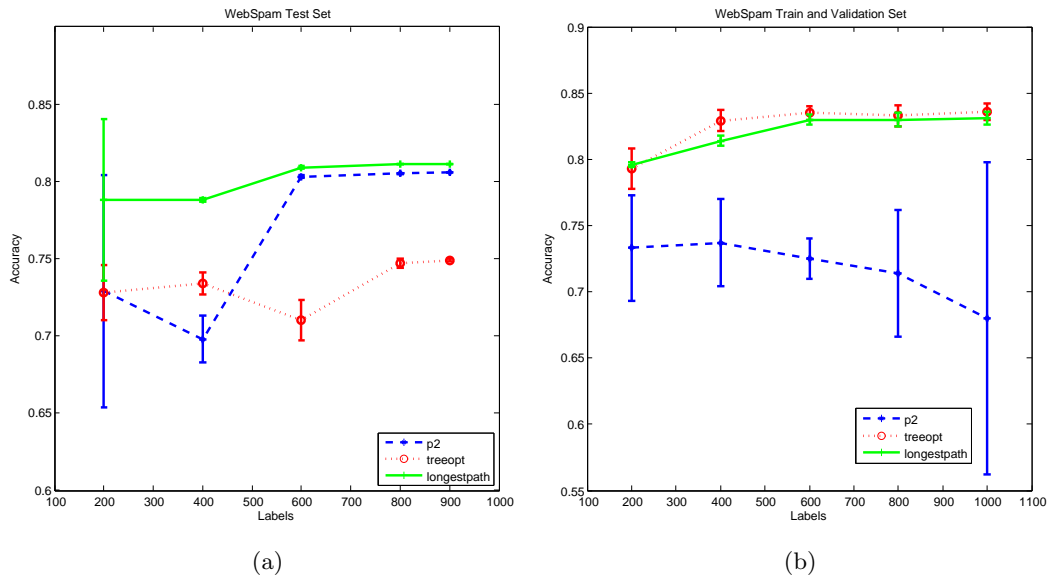 WebSpam Test Set
Accuracy
0.85
0.8
0.75
0.7
0.65
0.6
100 200 300 400 500 600 700 800 900 1000
Labels
p2
treeopt
longestpath
(a)
WebSpam Train and Validation Set
Accuracy
0.9
0.85
0.8
0.75
0.7
0.65
0.6
0.55
100 200 300 400 500 600 700 800 900 1000 1100
Labels
p2
treeopt
longestpath
(b)